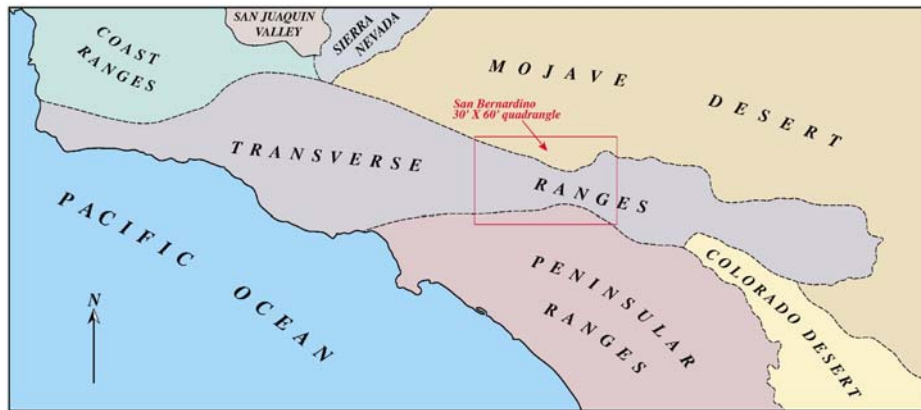 SAN JUAQUIN
VALLEY
SIERRA
NEVADA
COAST
RANGES
MOJAVE DESERT
San Bernardino
30' X 60' quadrangle
TRANSVERSE RANGES
PACIFIC OCEAN
PENINSULAR
RANGES
COLORADO DESERT
N